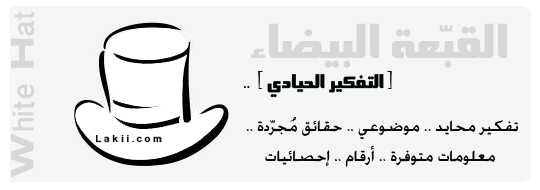 White Hat
القبّعة البيضاء
[ التفكير الحيادي ] ..
Lakii.com
تفكير محايد .. موضوعي .. حقائق مُجرّدة ..
معلومات متوفرة .. أرقام .. إحصائيات